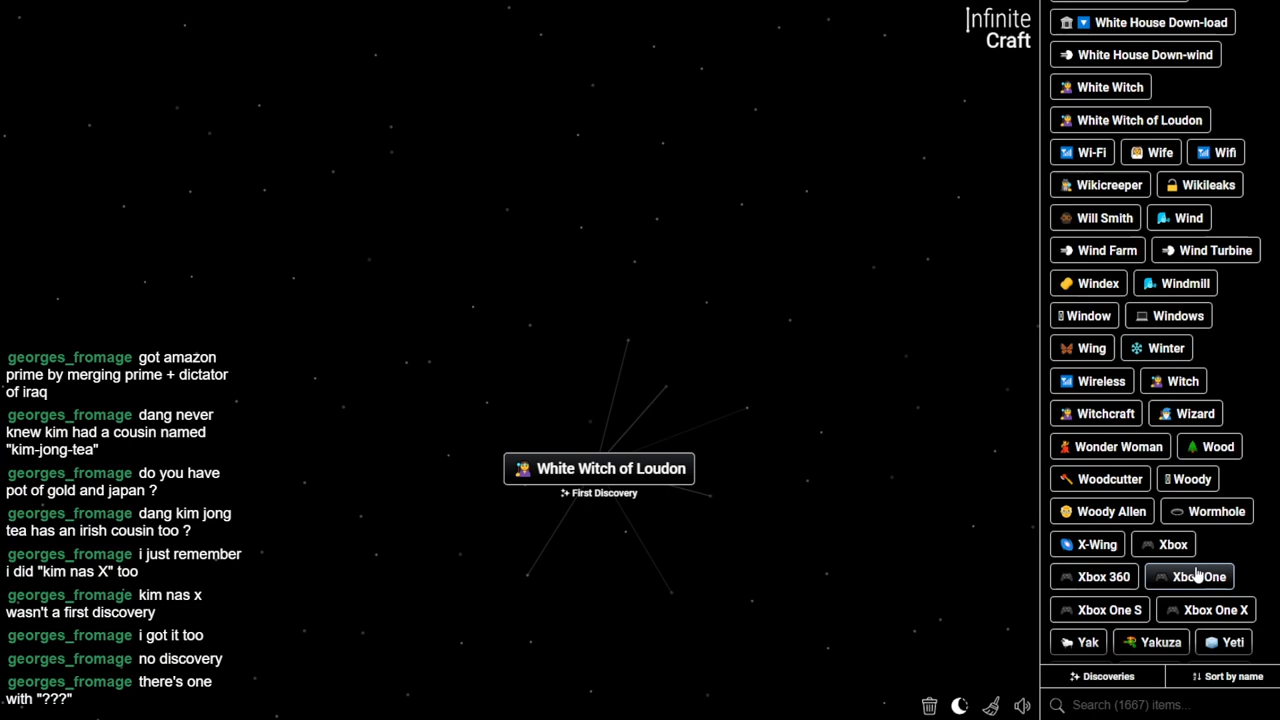 Infinite
Craft
White House Down-load
White House Down-wind
White Witch
White Witch of Loudon
Wi-Fi Wife Wifi
Wikicreeper Wikileaks
Will Smith Wind
Wind Farm Wind Turbine
Windex Windmill
Window Windows
Wing Winter
Wireless Witch
Witchcraft Wizard
Wonder Woman Wood
Woodcutter Woody
Woody Allen Wormhole
X-Wing Xbox
Xbox 360 Xbox One
Xbox One S Xbox One X
Yak Yakuza Yeti
Discoveries Sort by name
Search (1667) items...
White Witch of Loudon
First Discovery
georges_fromage got amazon
prime by merging prime + dictator
of iraq
georges_fromage dang never
knew kim had a cousin named
"kim-jong-tea"
georges_fromage do you have
pot of gold and japan ?
georges_fromage dang kim jong
tea has an irish cousin too ?
georges_fromage i just remember
i did "kim nas X" too
georges_fromage kim nas x
wasn't a first discovery
georges_fromage i got it too
georges_fromage no discovery
georges_fromage there's one
with "???"